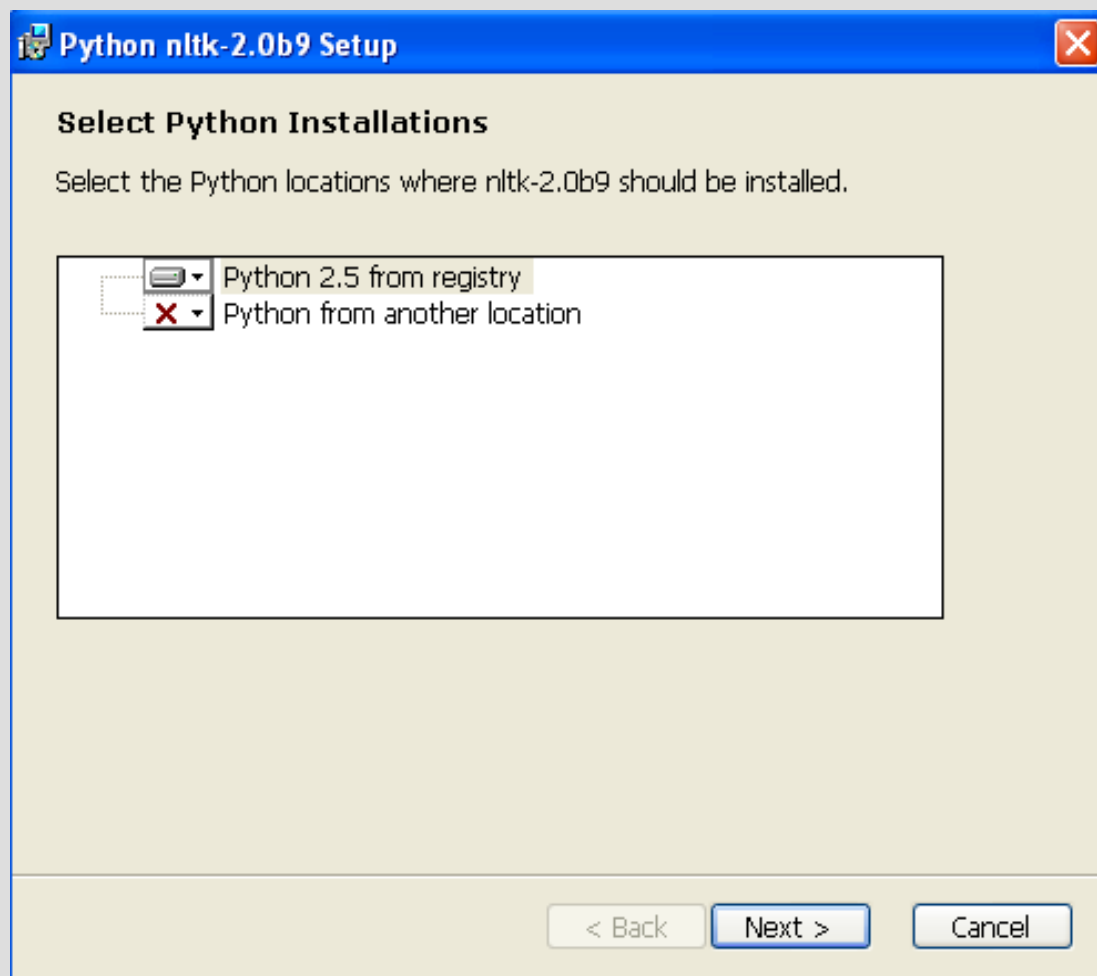 Python nltk-2.0b9 Setup
Select Python Installations
Select the Python locations where nltk-2.0b9 should be installed.
Python 2.5 from registry
Python from another location
< Back Next > Cancel